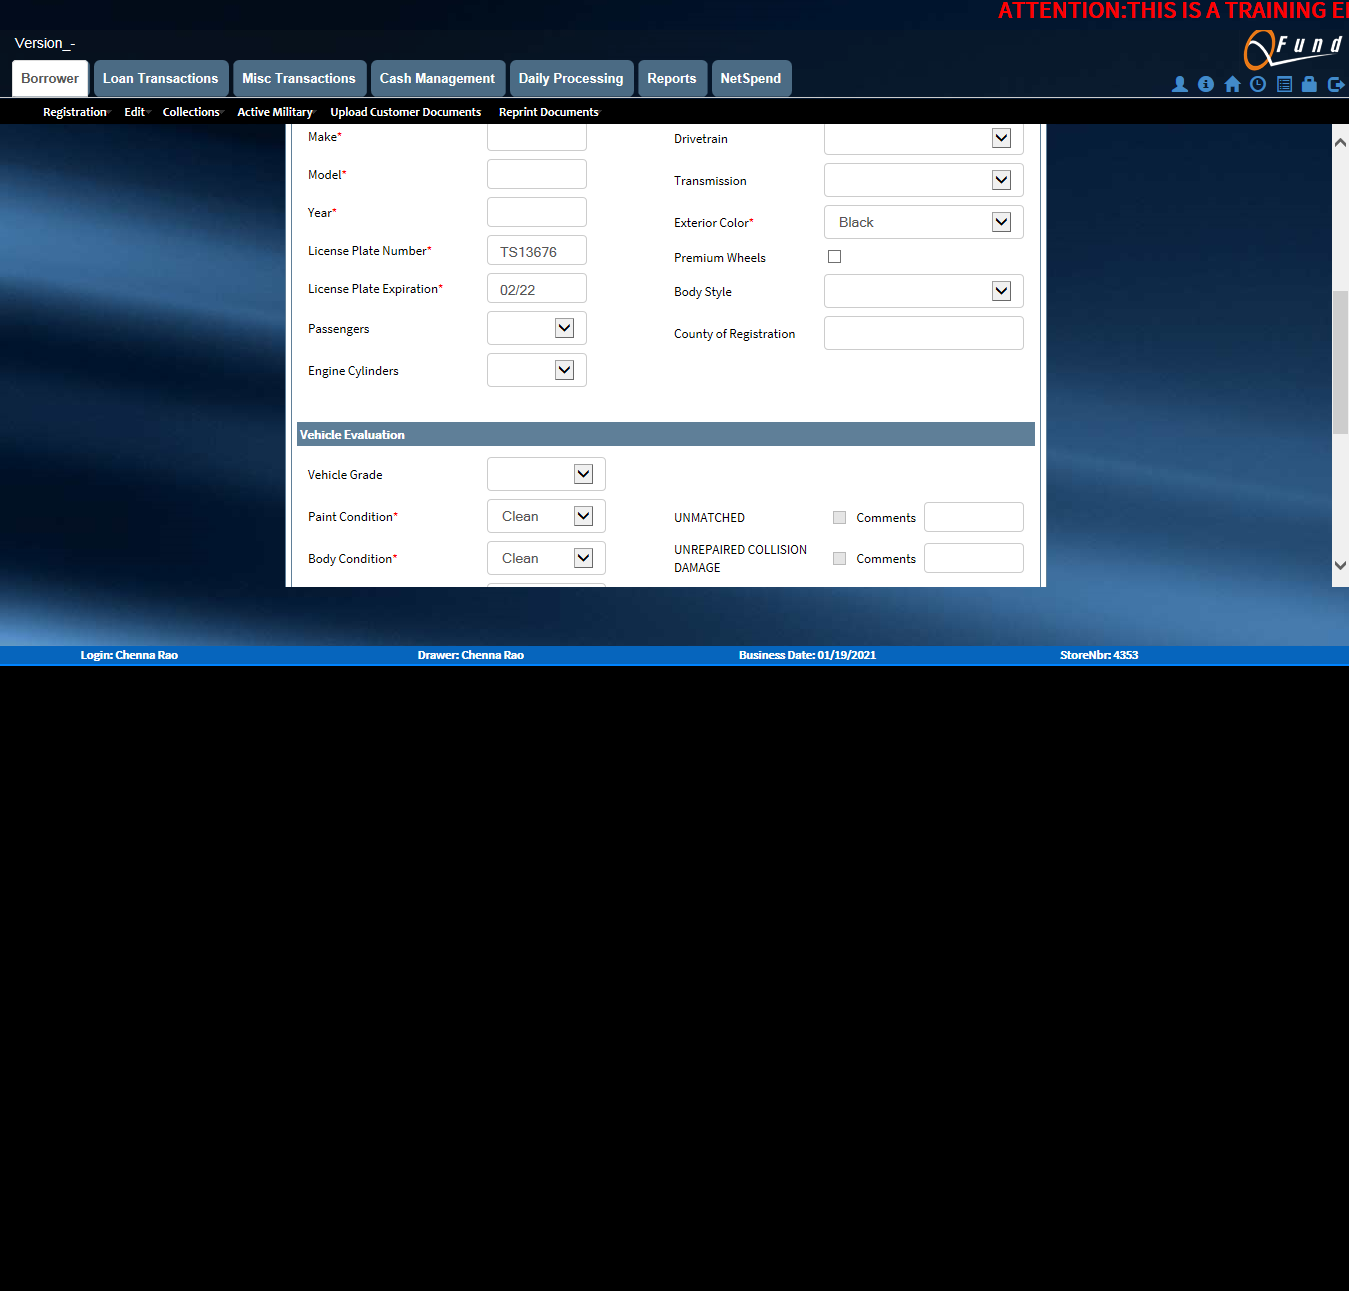 ATTENTION:THIS IS A TRAINING
Version_-
Fund
Borrower Loan Transactions Misc Transactions Cash Management Daily Processing Reports NetSpend
Registration Edit Collections Active Military Upload Customer Documents Reprint Documents
Make* Drivetrain
Model* Transmission
Year* Exterior Color* Black
License Plate Number* TS13676 Premium Wheels
License Plate Expiration* 02/22 Body Style
Passengers County of Registration
Engine Cylinders
Vehicle Evaluation
Vehicle Grade
Paint Condition* Clean UNMATCHED Comments
Body Condition* Clean UNREPAIRED COLLISION DAMAGE Comments
Login: Chenna Rao Drawer: Chenna Rao Business Date: 01/19/2021 StoreNbr: 4353